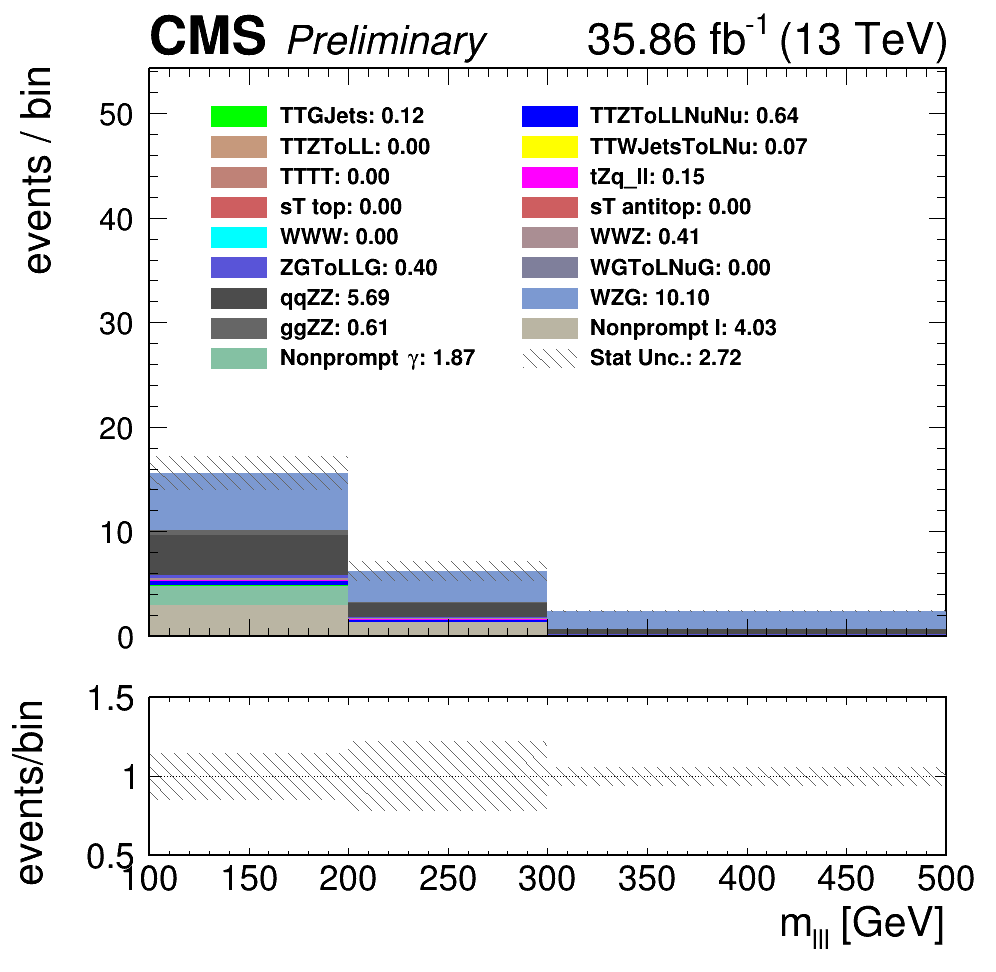 CMS Preliminary 35.86 fb-1 (13 TeV)
events / bin
50
40
30
20
10
0
TTGJets: 0.12 TTZToLLNuNu: 0.64
TTZToLL: 0.00 TTWJetsToLNu: 0.07
TTTT: 0.00 tZq_ll: 0.15
sT top: 0.00 sT antitop: 0.00
WWW: 0.00 WWZ: 0.41
ZGToLLG: 0.40 WGToLNuG: 0.00
qqZZ: 5.69 WZG: 10.10
ggZZ: 0.61 Nonprompt l: 4.03
Nonprompt γ: 1.87 Stat Unc.: 2.72
events/bin
1.5
1
0.5
100 150 200 250 300 350 400 450 500
m_lll [GeV]